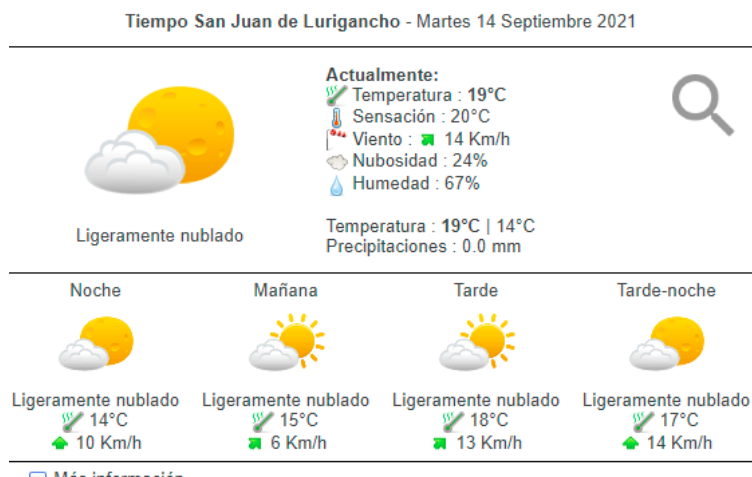 Tiempo San Juan de Lurigancho - Martes 14 Septiembre 2021
Actualmente:
Temperatura : 19°C
Sensación : 20°C
Viento : 14 Km/h
Nubosidad : 24%
Humedad : 67%
Ligeramente nublado
Temperatura : 19°C | 14°C
Precipitaciones : 0.0 mm
Noche Mañana Tarde Tarde-noche
Ligeramente nublado Ligeramente nublado Ligeramente nublado Ligeramente nublado
14°C 15°C 18°C 17°C
10 Km/h 6 Km/h 13 Km/h 14 Km/h
Más información